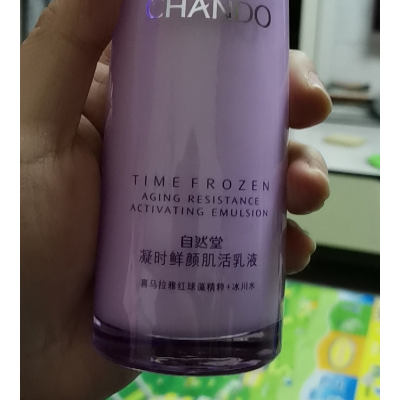 CHANDO
TIME FROZEN
AGING RESISTANCE
ACTIVATING EMULSION
自然堂
凝时鲜颜肌活乳液
喜马拉雅红球藻精粹+冰川水